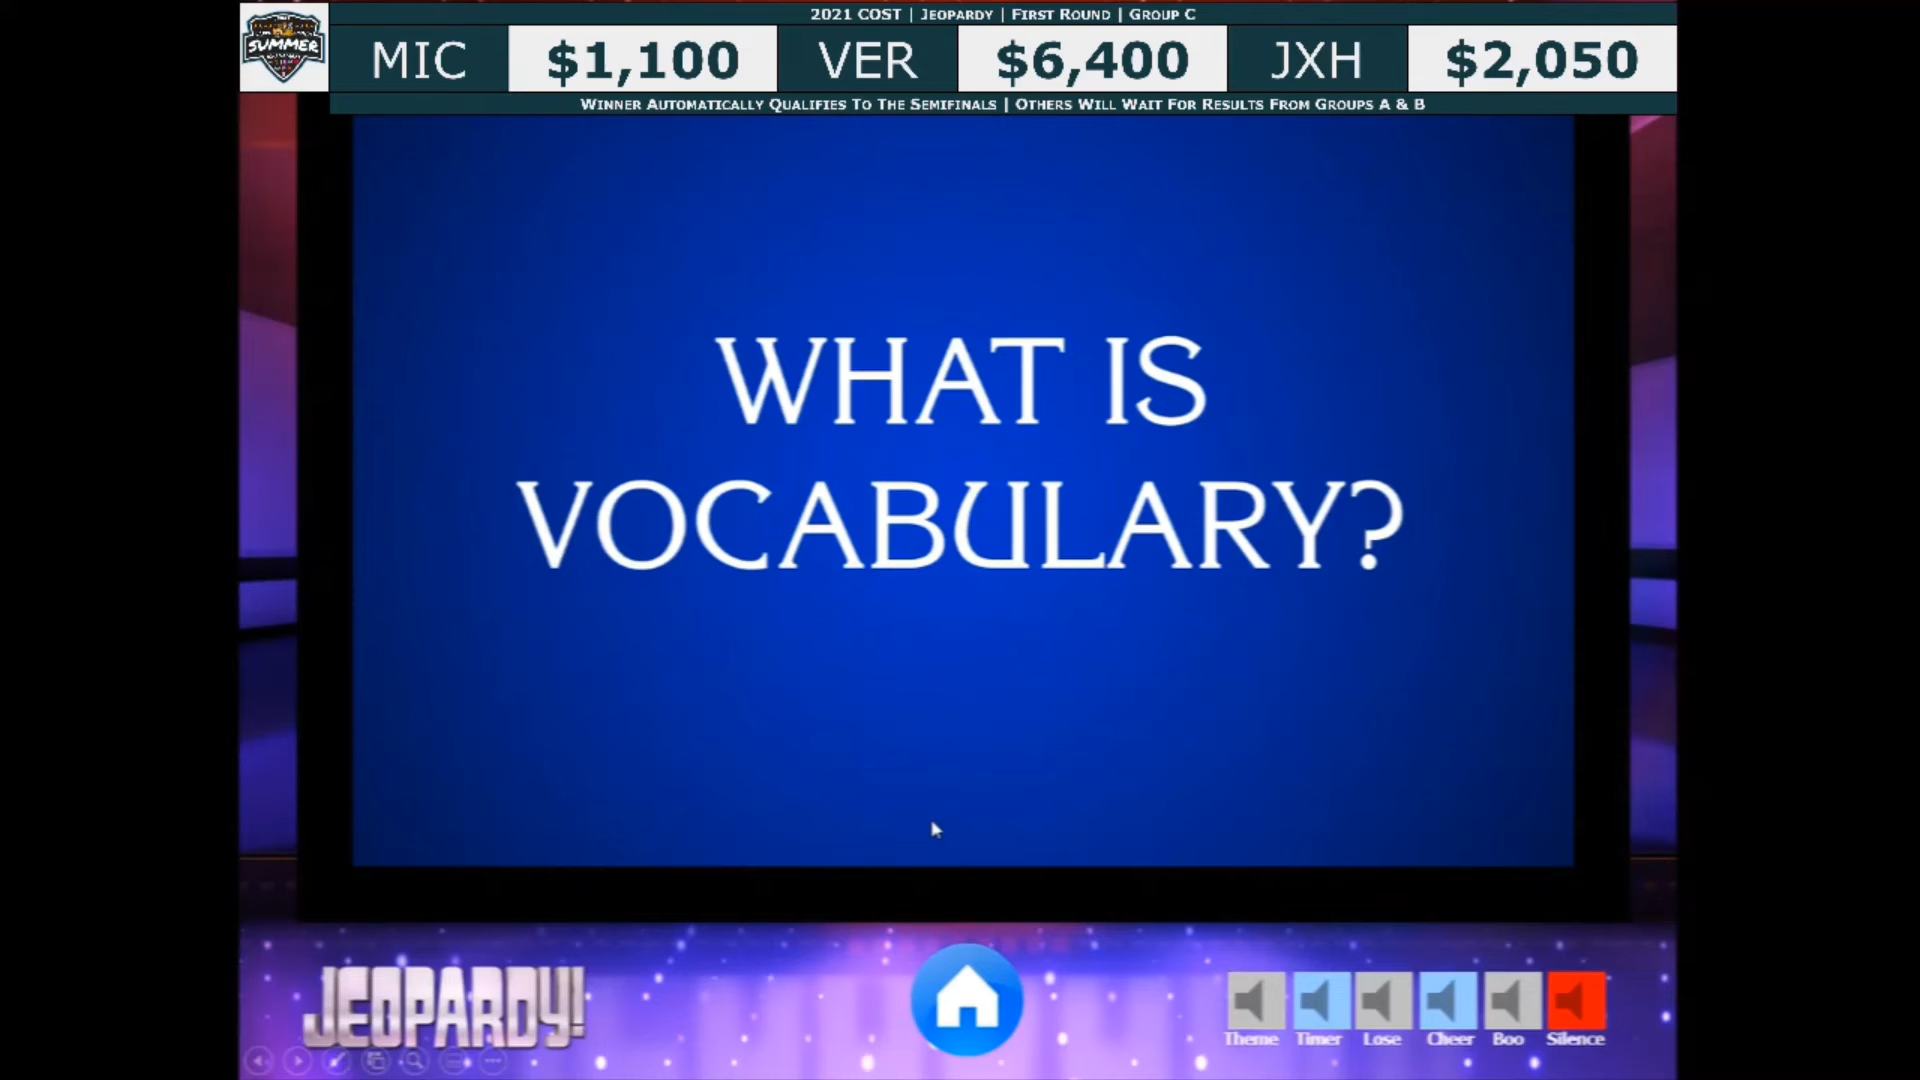 2021 COST | JEOPARDY | FIRST ROUND | GROUP C
SUMMER
MIC $1,100 VER $6,400 JXH $2,050
WINNER AUTOMATICALLY QUALIFIES TO THE SEMIFINALS | OTHERS WILL WAIT FOR RESULTS FROM GROUPS A & B
WHAT IS
VOCABULARY?
JEOPARDY!
Theme Timer Lose Cheer Boo Silence